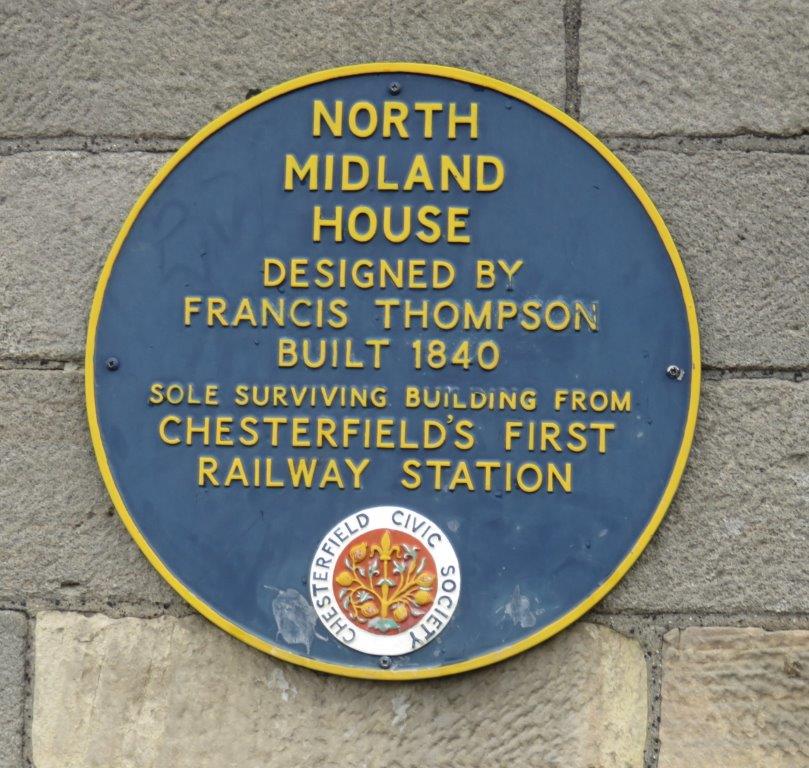 NORTH
MIDLAND
HOUSE
DESIGNED BY
FRANCIS THOMPSON
BUILT 1840
SOLE SURVIVING BUILDING FROM
CHESTERFIELD'S FIRST
RAILWAY STATION
CHESTERFIELD CIVIC SOCIETY